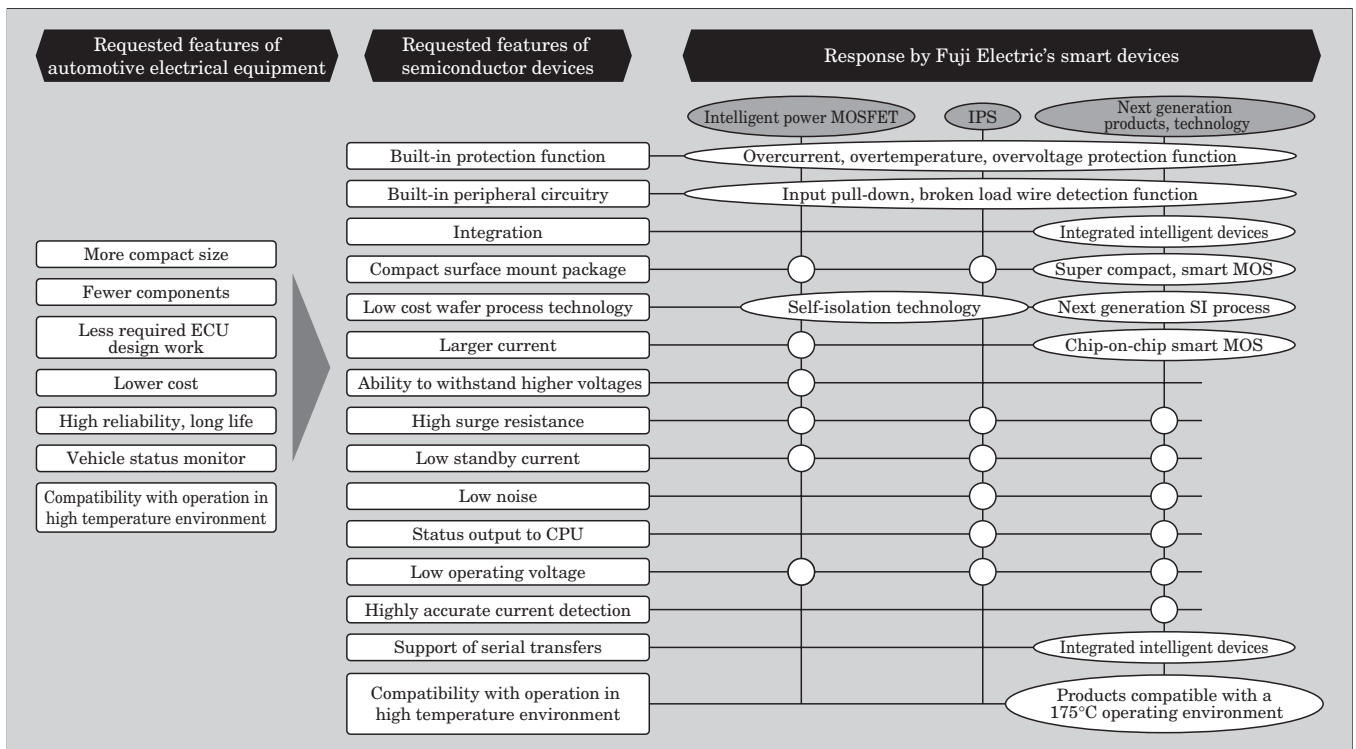 Requested features of
automotive electrical equipment
Requested features of
semiconductor devices
Response by Fuji Electric's smart devices
Intelligent power MOSFET
IPS
Next generation
products, technology
Built-in protection function
Overcurrent, overtemperature, overvoltage protection function
Built-in peripheral circuitry
Input pull-down, broken load wire detection function
Integration
Integrated intelligent devices
More compact size
Compact surface mount package
Super compact, smart MOS
Fewer components
Low cost wafer process technology
Self-isolation technology
Next generation SI process
Less required ECU
design work
Larger current
Chip-on-chip smart MOS
Lower cost
Ability to withstand higher voltages
High reliability, long life
High surge resistance
Vehicle status monitor
Low standby current
Compatibility with operation in
high temperature environment
Low noise
Status output to CPU
Low operating voltage
Highly accurate current detection
Support of serial transfers
Integrated intelligent devices
Compatibility with operation in
high temperature environment
Products compatible with a
175°C operating environment